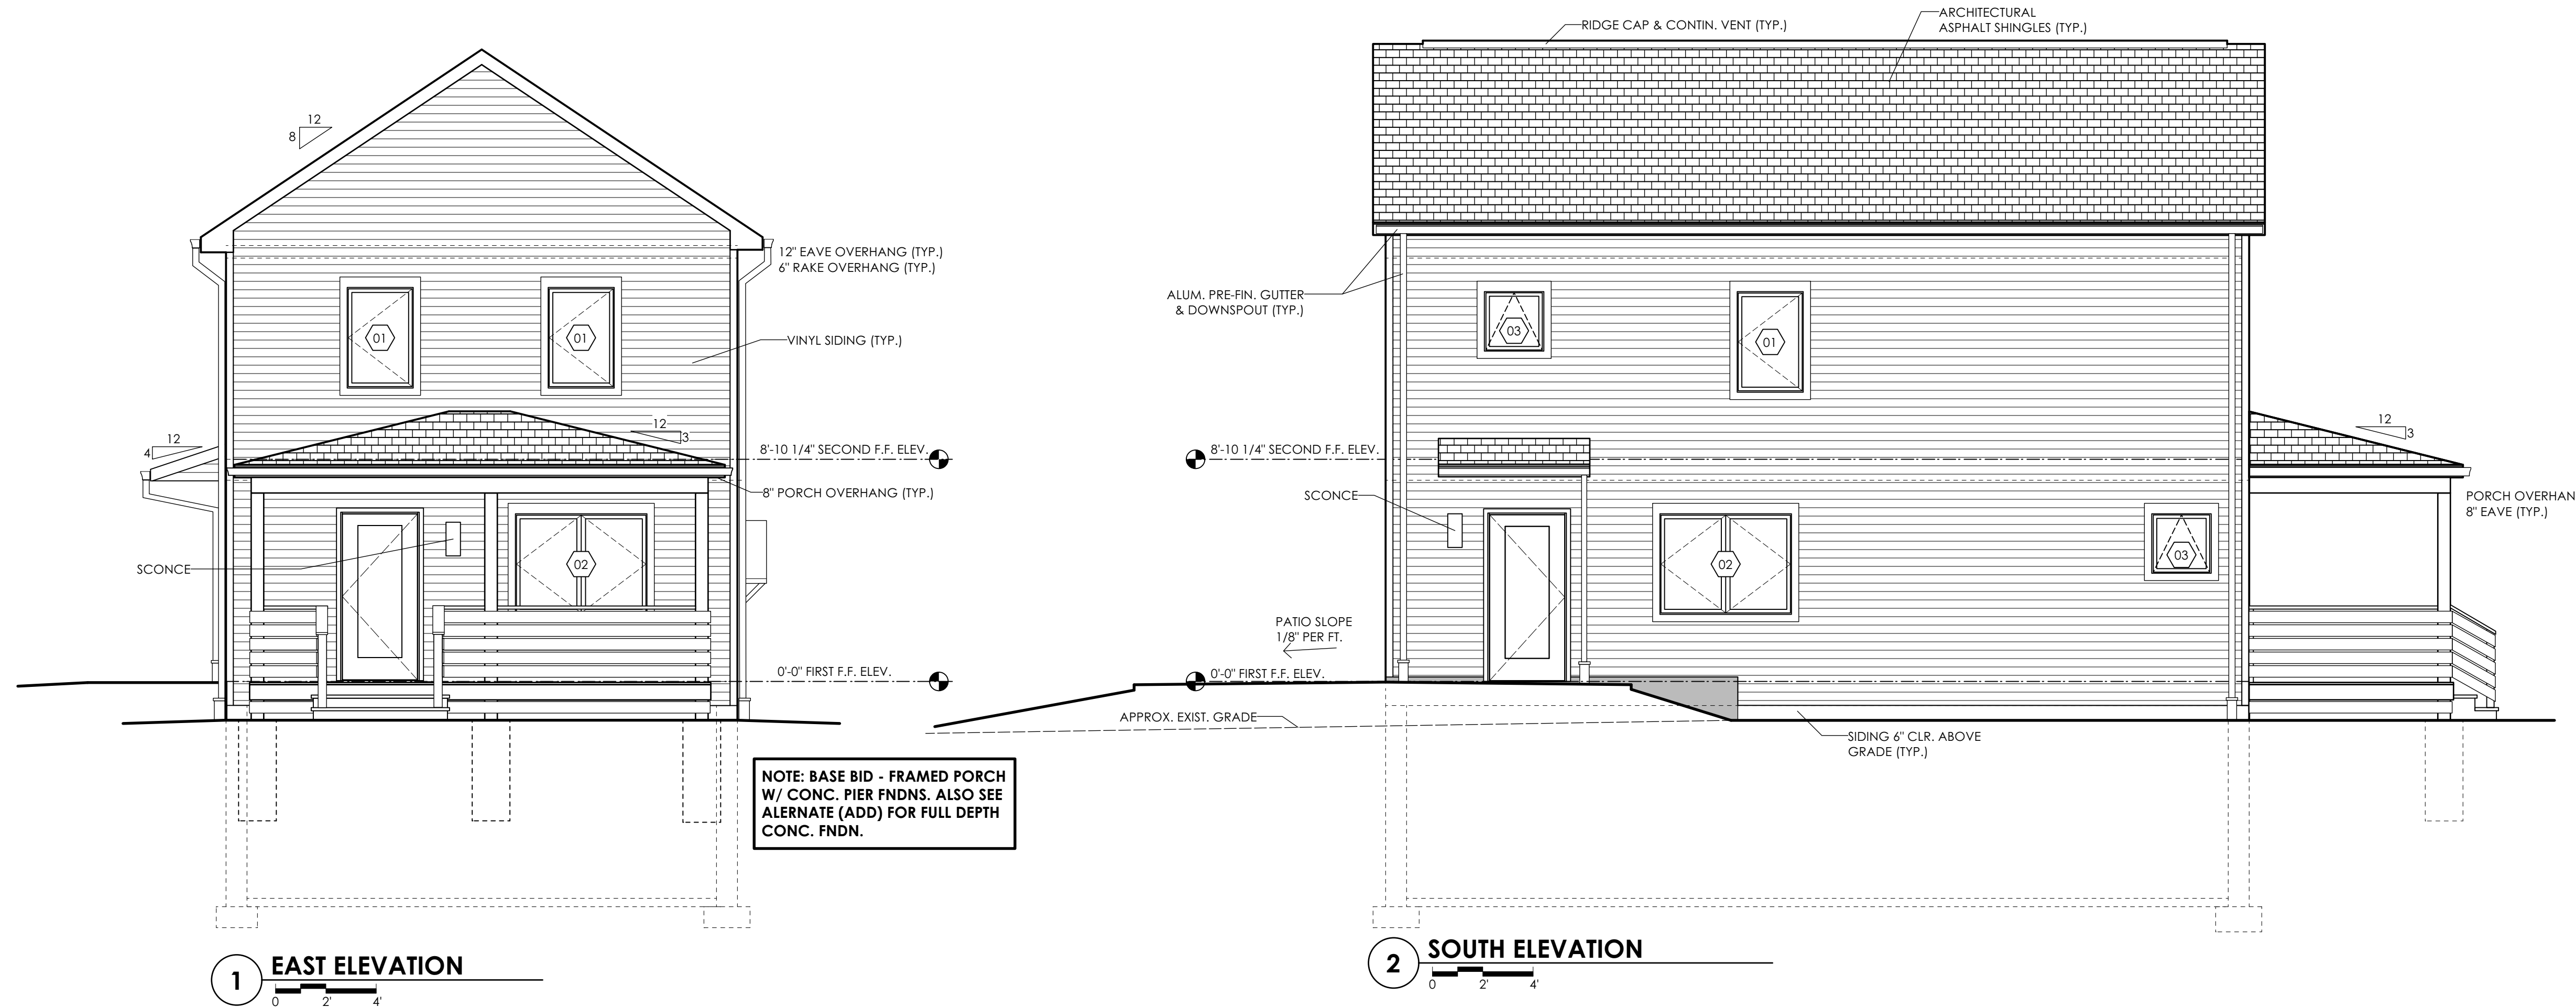 12
8
12" EAVE OVERHANG (TYP.)
6" RAKE OVERHANG (TYP.)
01
01
VINYL SIDING (TYP.)
12
4
12
3
8'-10 1/4" SECOND F.F. ELEV.
8" PORCH OVERHANG (TYP.)
02
SCONCE
0'-0" FIRST F.F. ELEV.
NOTE: BASE BID - FRAMED PORCH
W/ CONC. PIER FNDNS. ALSO SEE
ALERNATE (ADD) FOR FULL DEPTH
CONC. FNDN.
1
EAST ELEVATION
0 2' 4'
RIDGE CAP & CONTIN. VENT (TYP.)
ARCHITECTURAL
ASPHALT SHINGLES (TYP.)
ALUM. PRE-FIN. GUTTER
& DOWNSPOUT (TYP.)
03
01
12
3
8'-10 1/4" SECOND F.F. ELEV.
SCONCE
PORCH OVERHAN
8" EAVE (TYP.)
02
03
PATIO SLOPE
1/8" PER FT.
0'-0" FIRST F.F. ELEV.
APPROX. EXIST. GRADE
SIDING 6" CLR. ABOVE
GRADE (TYP.)
2
SOUTH ELEVATION
0 2' 4'